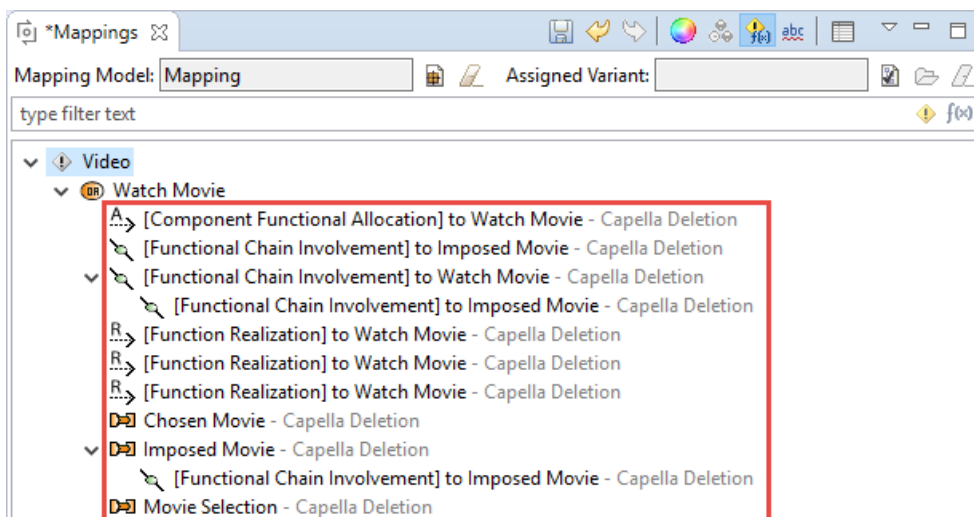 *Mappings
abc
Mapping Model: Mapping Assigned Variant:
type filter text f(x)
Video
OA Watch Movie
A [Component Functional Allocation] to Watch Movie - Capella Deletion
[Functional Chain Involvement] to Imposed Movie - Capella Deletion
[Functional Chain Involvement] to Watch Movie - Capella Deletion
[Functional Chain Involvement] to Imposed Movie - Capella Deletion
R [Function Realization] to Watch Movie - Capella Deletion
R [Function Realization] to Watch Movie - Capella Deletion
R [Function Realization] to Watch Movie - Capella Deletion
Chosen Movie - Capella Deletion
Imposed Movie - Capella Deletion
[Functional Chain Involvement] to Imposed Movie - Capella Deletion
Movie Selection - Capella Deletion